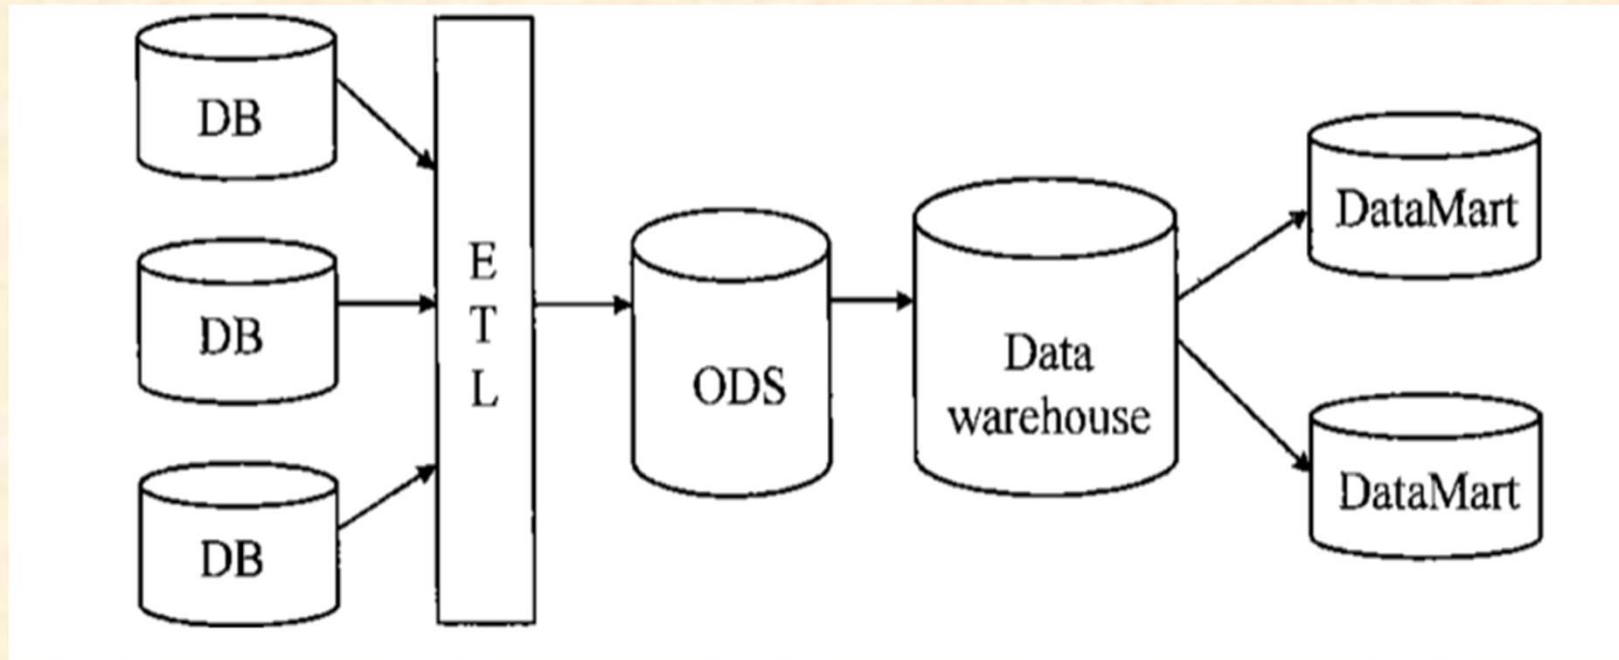 DB
DB
DB
E
T
L
ODS
Data
warehouse
DataMart
DataMart